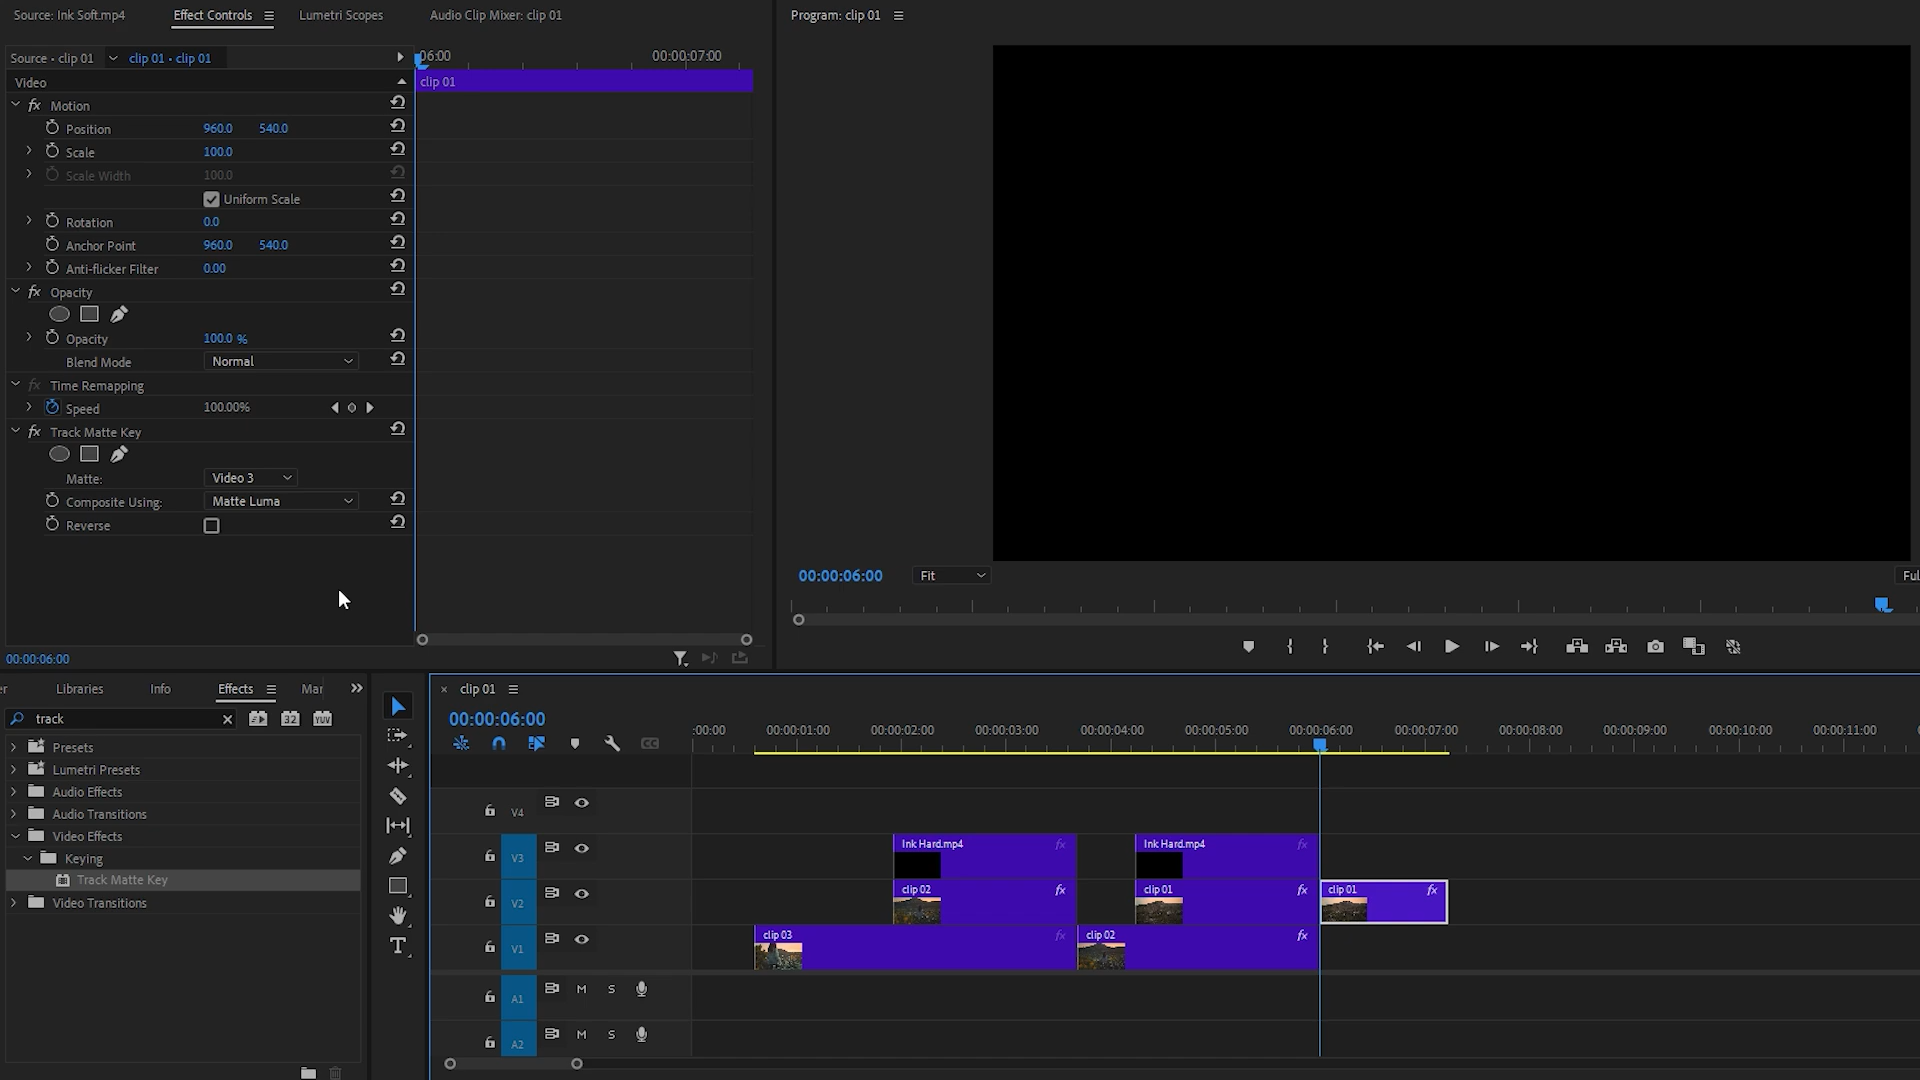 Source: Ink Soft.mp4
Effect Controls
Lumetri Scopes
Audio Clip Mixer: clip 01
Program: clip 01
Source • clip 01
clip 01 • clip 01
00:00:07:00
Video
clip 01
fx Motion
Position 960.0 540.0
Scale 100.0
Scale Width 100.0
Uniform Scale
Rotation 0.0
Anchor Point 960.0 540.0
Anti-flicker Filter 0.00
fx Opacity
Opacity 100.0 %
Blend Mode Normal
fx Time Remapping
Speed 100.00%
fx Track Matte Key
Matte: Video 3
Composite Using: Matte Luma
Reverse
00:00:06:00
00:00:06:00
Fit
Ful
er
Libraries
Info
Effects
Mar
track
32
YUV
Presets
Lumetri Presets
Audio Effects
Audio Transitions
Video Effects
Keying
Track Matte Key
Video Transitions
clip 01
00:00:06:00
:00:00 00:00:01:00 00:00:02:00 00:00:03:00 00:00:04:00 00:00:05:00 00:00:06:00 00:00:07:00 00:00:08:00 00:00:09:00 00:00:10:00 00:00:11:00
CC
V4
V3
Ink Hard.mp4 fx
Ink Hard.mp4 fx
V2
clip 02 fx
clip 01 fx
clip 01 fx
V1
clip 03 fx
clip 02 fx
A1 M S
A2 M S